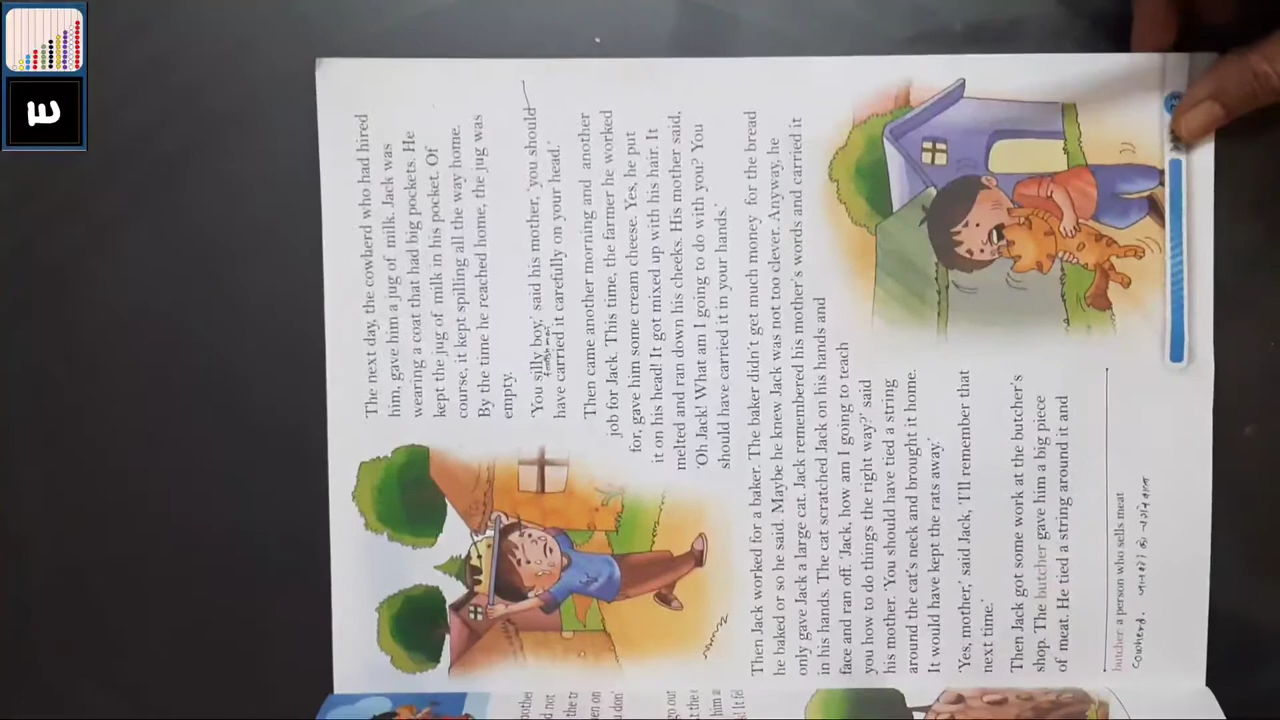 The next day, the cowherd who had hired
him, gave him a jug of milk. Jack was
wearing a coat that had big pockets. He
kept the jug of milk in his pocket. Of
course, it kept spilling all the way home.
By the time he reached home, the jug was
empty.
'You silly boy,' said his mother, 'you should
have carried it carefully on your head.'
Then came another morning and another
job for Jack. This time, the farmer he worked
for, gave him some cream cheese. Yes, he put
it on his head! It got mixed up with his hair. It
melted and ran down his cheeks. His mother said,
'Oh Jack! What am I going to do with you? You
should have carried it in your hands.'
Then Jack worked for a baker. The baker didn't get much money for the bread
he baked or so he said. Maybe he knew Jack was not too clever. Anyway, he
only gave Jack a large cat. Jack remembered his mother's words and carried it
in his hands. The cat scratched Jack on his hands and
face and ran off. 'Jack, how am I going to teach
you how to do things the right way?' said
his mother. 'You should have tied a string
around the cat's neck and brought it home.
It would have kept the rats away.'
'Yes, mother,' said Jack, 'I'll remember that
next time.'
Then Jack got some work at the butcher's
shop. The butcher gave him a big piece
of meat. He tied a string around it and
butcher a person who sells meat
Cowherd.